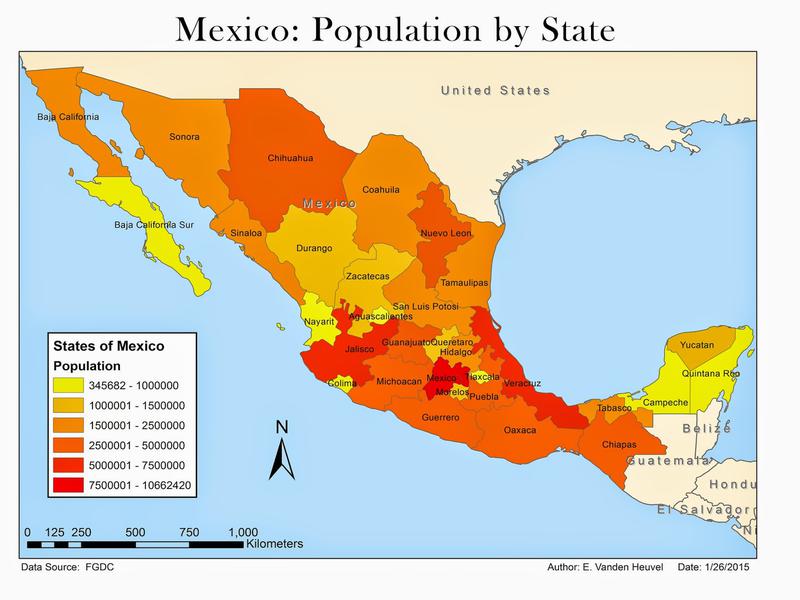 Mexico: Population by State
United States
Baja California
Sonora
Chihuahua
Coahuila
Mexico
Baja California Sur
Sinaloa
Nuevo Leon
Durango
Zacatecas
Tamaulipas
San Luis Potosi
Aguascalientes
Nayarit
Guanajuato
Queretaro
Jalisco
Hidalgo
Yucatan
Quintana Roo
Colima
Michoacan
Mexico
Tlaxcala
Veracruz
Morelos
Puebla
Campeche
Tabasco
Guerrero
Oaxaca
Chiapas
Belize
Guatemala
Hondu
El Salvador
Ni
States of Mexico
Population
345682 - 1000000
1000001 - 1500000
1500001 - 2500000
2500001 - 5000000
5000001 - 7500000
7500001 - 10662420
N
0 125 250 500 750 1,000
Kilometers
Data Source: FGDC
Author: E. Vanden Heuvel Date: 1/26/2015